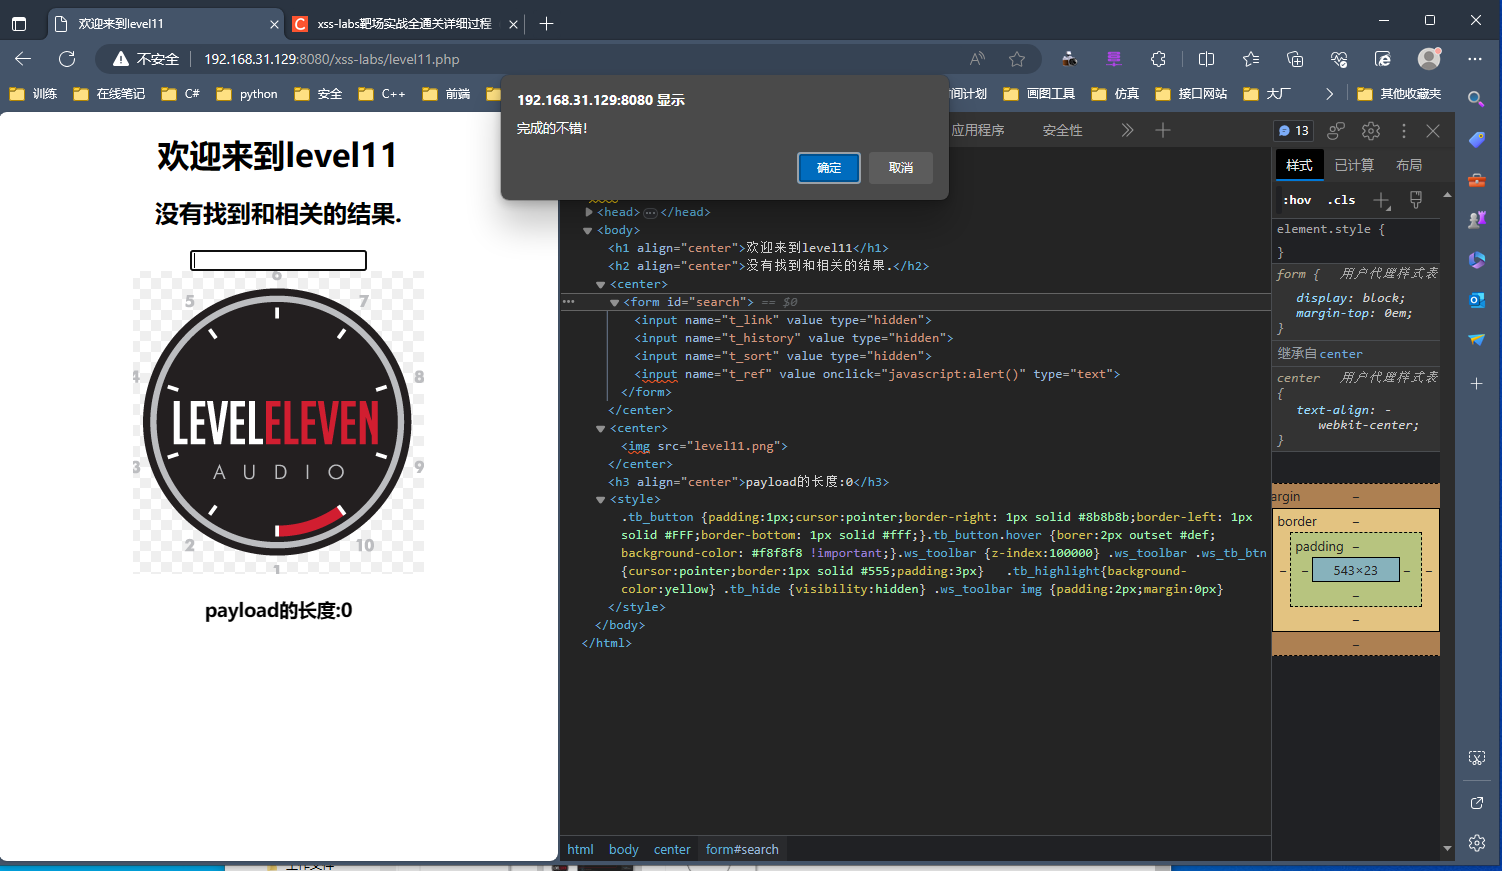 欢迎来到level11
xss-labs靶场实战全通关详细过程
不安全
192.168.31.129:8080/xss-labs/level11.php
训练
在线笔记
C#
python
安全
C++
前端
间计划
画图工具
仿真
接口网站
大厂
其他收藏夹
192.168.31.129:8080 显示
完成的不错!
确定
取消
欢迎来到level11
没有找到和相关的结果.
6
5
7
4
8
LEVELELEVEN
AUDIO
3
9
2
10
1
payload的长度:0
应用程序
安全性
13
<head>…</head>
<body>
<h1 align="center">欢迎来到level11</h1>
<h2 align="center">没有找到和相关的结果.</h2>
<center>
<form id="search"> == $0
<input name="t_link" value type="hidden">
<input name="t_history" value type="hidden">
<input name="t_sort" value type="hidden">
<input name="t_ref" value onclick="javascript:alert()" type="text">
</form>
</center>
<center>
<img src="level11.png">
</center>
<h3 align="center">payload的长度:0</h3>
<style>
.tb_button {padding:1px;cursor:pointer;border-right: 1px solid #8b8b8b;border-left: 1px
solid #FFF;border-bottom: 1px solid #fff;}.tb_button.hover {borer:2px outset #def;
background-color: #f8f8f8 !important;}.ws_toolbar {z-index:100000} .ws_toolbar .ws_tb_btn
{cursor:pointer;border:1px solid #555;padding:3px}   .tb_highlight{background-
color:yellow} .tb_hide {visibility:hidden} .ws_toolbar img {padding:2px;margin:0px}
</style>
</body>
</html>
html
body
center
form#search
样式
已计算
布局
:hov
.cls
element.style {
}
form {
用户代理样式表
display: block;
margin-top: 0em;
}
继承自 center
center
用户代理样式表
{
text-align: -
webkit-center;
}
argin
–
border
–
padding
–
–
–
543×23
–
–
–
–
–